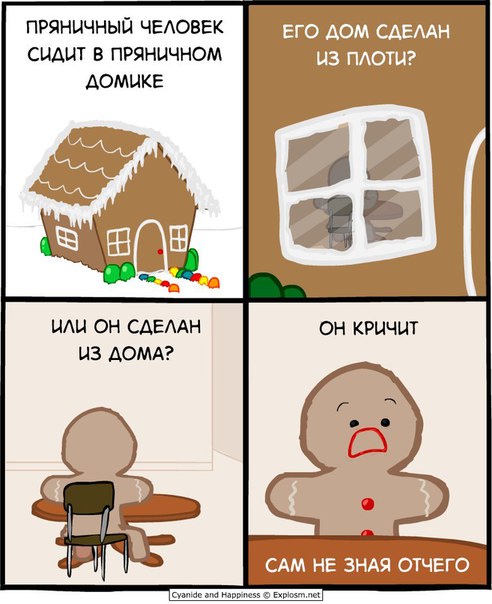 ПРЯНИЧНЫЙ ЧЕЛОВЕК
СИДИТ В ПРЯНИЧНОМ
ДОМИКЕ
ЕГО ДОМ СДЕЛАН
ИЗ ПЛОТИ?
ИЛИ ОН СДЕЛАН
ИЗ ДОМА?
ОН КРИЧИТ
САМ НЕ ЗНАЯ ОТЧЕГО
Cyanide and Happiness © Explosm.net